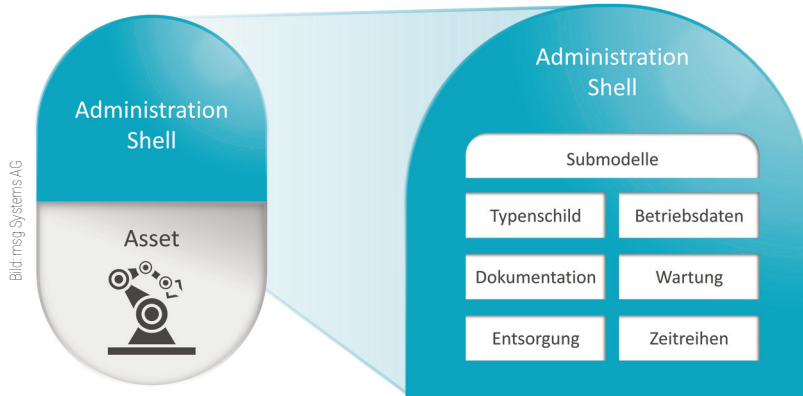 Administration
Shell
Asset
Bild: msg Systems AG
Administration
Shell
Submodelle
Typenschild
Betriebsdaten
Dokumentation
Wartung
Entsorgung
Zeitreihen